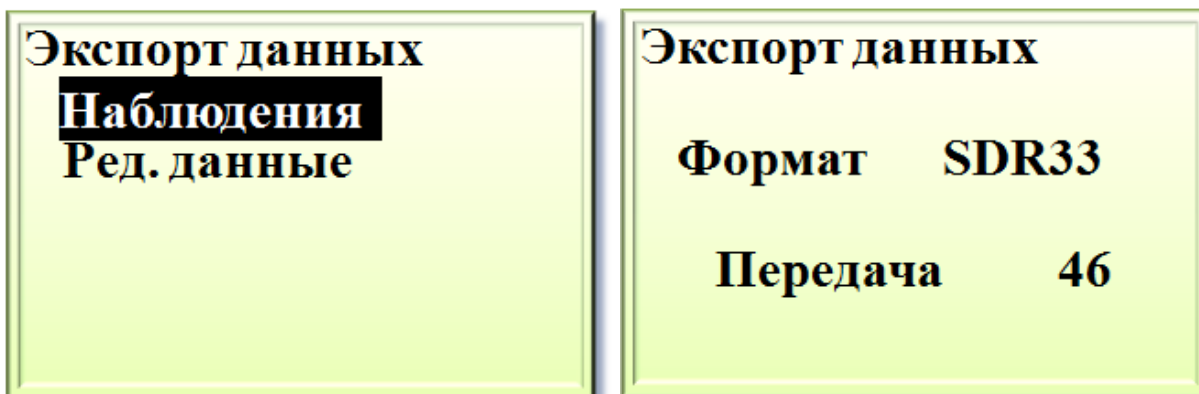 Экспорт данных
Наблюдения
Ред. данные
Экспорт данных
Формат SDR33
Передача 46